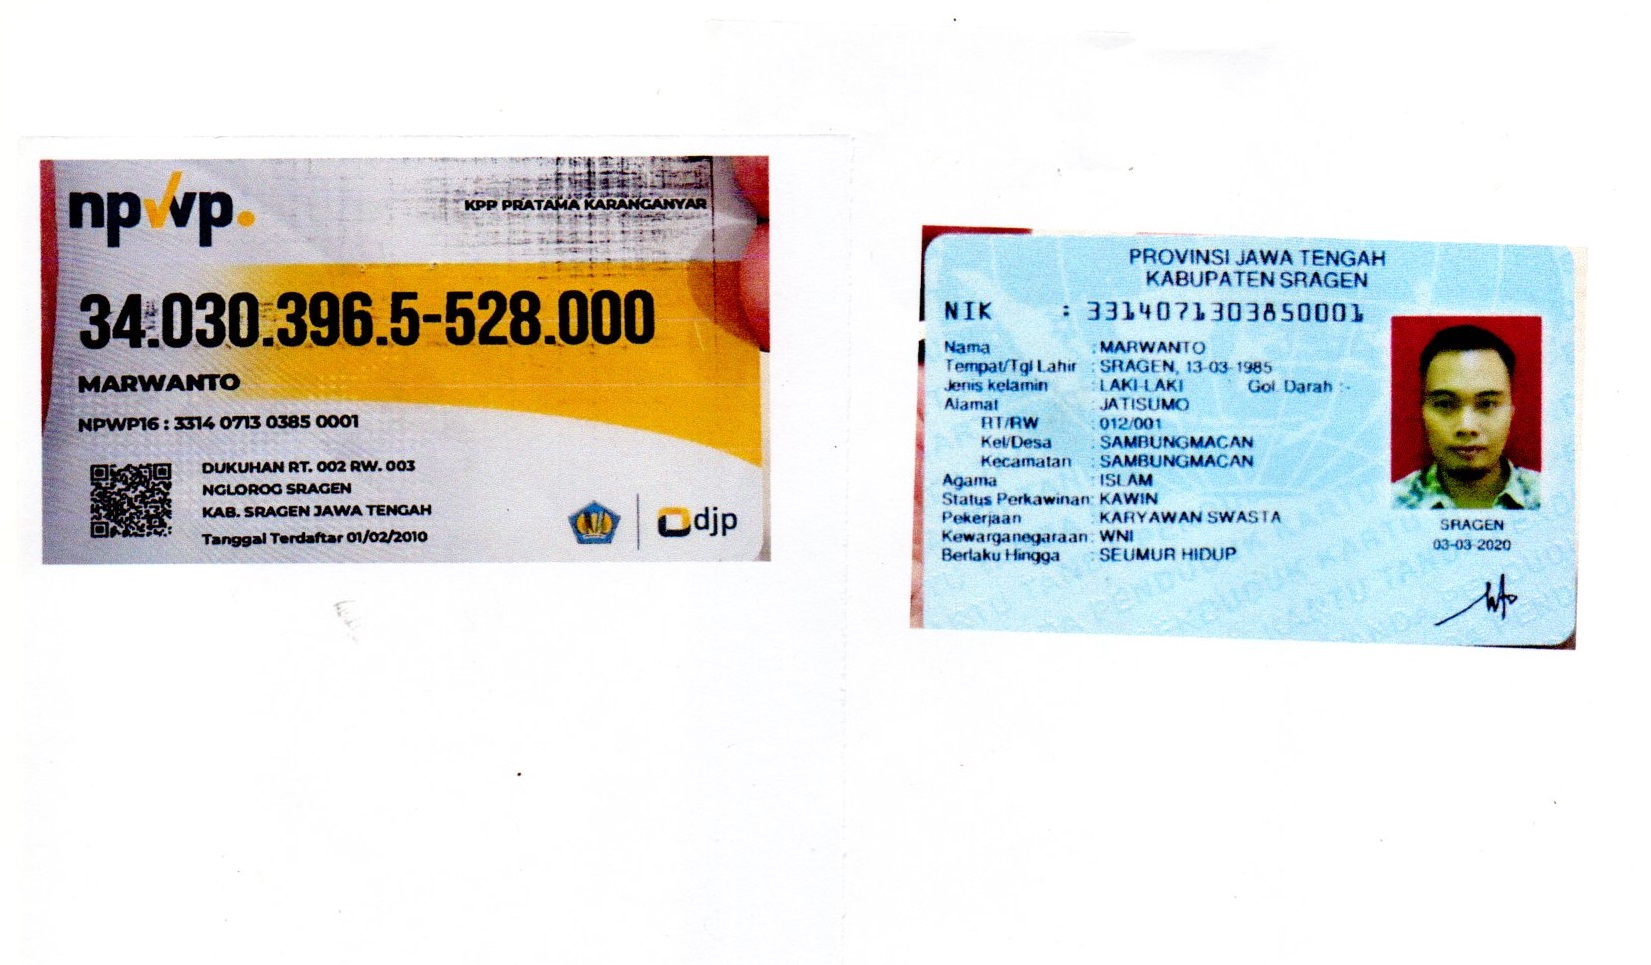 npwp.
KPP PRATAMA KARANGANYAR
34.030.396.5-528.000
MARWANTO
NPWP16 : 3314 0713 0385 0001
DUKUHAN RT. 002 RW. 003
NGLOROG SRAGEN
KAB. SRAGEN JAWA TENGAH
Tanggal Terdaftar 01/02/2010
djp
PROVINSI JAWA TENGAH
KABUPATEN SRAGEN
NIK : 3314071303850001
Nama : MARWANTO
Tempat/Tgl Lahir : SRAGEN, 13-03-1985
Jenis kelamin : LAKI-LAKI Gol. Darah :-
Alamat : JATISUMO
RT/RW : 012/001
Kel/Desa : SAMBUNGMACAN
Kecamatan : SAMBUNGMACAN
Agama : ISLAM
Status Perkawinan: KAWIN
Pekerjaan : KARYAWAN SWASTA
Kewarganegaraan: WNI
Berlaku Hingga : SEUMUR HIDUP
SRAGEN
03-03-2020